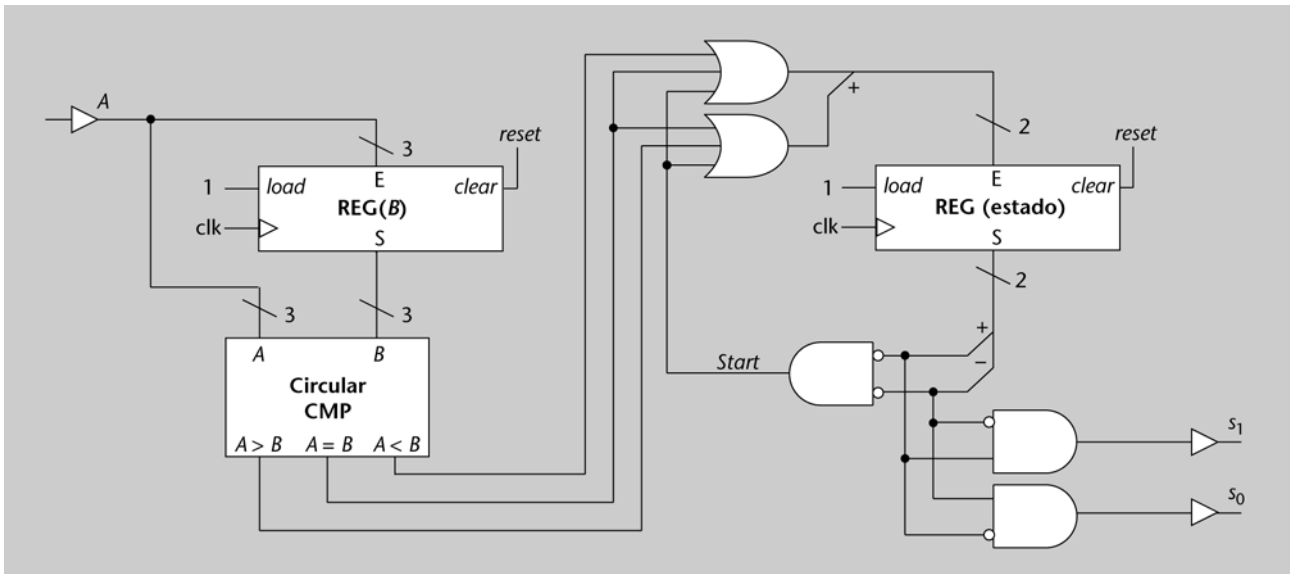 A
3
reset
1
load
E
clear
REG(B)
clk
S
3
3
A
B
Circular
CMP
A > B
A = B
A < B
+
2
reset
1
load
E
clear
REG (estado)
clk
S
2
+
−
Start
s1
s0